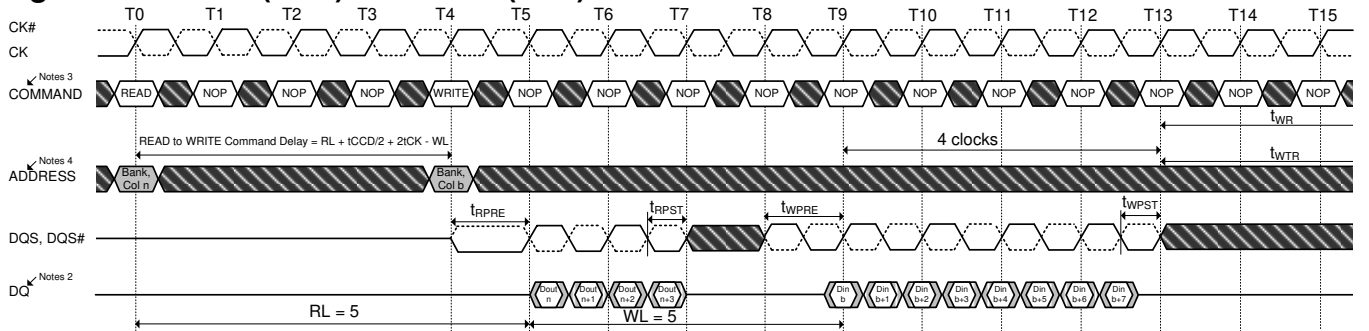 T0 T1 T2 T3 T4 T5 T6 T7 T8 T9 T10 T11 T12 T13 T14 T15
CK#
CK
Notes 3
COMMAND READ NOP NOP NOP WRITE NOP NOP NOP NOP NOP NOP NOP NOP NOP NOP NOP
tWR
READ to WRITE Command Delay = RL + tCCD/2 + 2tCK - WL
4 clocks
tWTR
Notes 4
ADDRESS
Bank,
Col n
Bank,
Col b
tRPRE tRPST tWPRE tWPST
DQS, DQS#
Notes 2
DQ
Dout
n
Dout
n+1
Dout
n+2
Dout
n+3
Din
b
Din
b+1
Din
b+2
Din
b+3
Din
b+4
Din
b+5
Din
b+6
Din
b+7
RL = 5 WL = 5